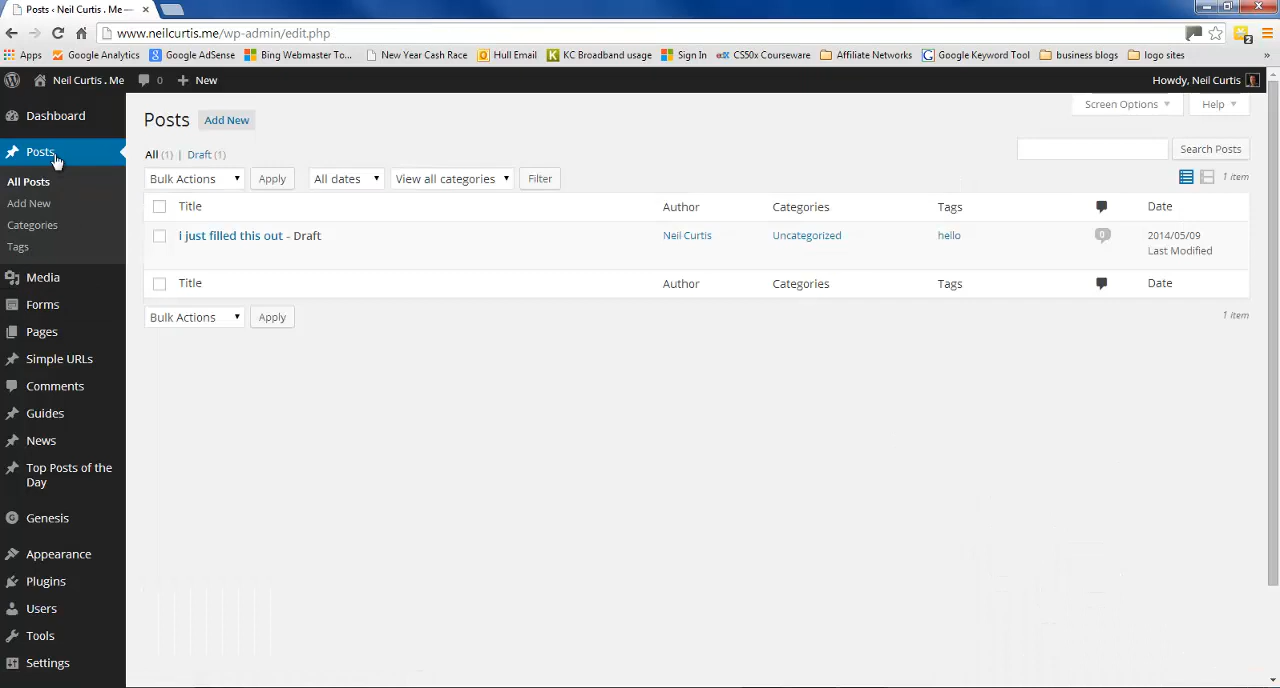 Posts ‹ Neil Curtis . Me —
www.neilcurtis.me/wp-admin/edit.php
Apps Google Analytics Google AdSense Bing Webmaster To... New Year Cash Race Hull Email KC Broadband usage Sign In CS50x Courseware Affiliate Networks Google Keyword Tool business blogs logo sites »
Neil Curtis . Me 0 + New Howdy, Neil Curtis
Dashboard
Posts
All Posts
Add New
Categories
Tags
Media
Forms
Pages
Simple URLs
Comments
Guides
News
Top Posts of the
Day
Genesis
Appearance
Plugins
Users
Tools
Settings
Screen Options Help
Posts Add New
All (1) | Draft (1)
Search Posts
Bulk Actions Apply All dates View all categories Filter
1 item
Title Author Categories Tags Date
i just filled this out - Draft Neil Curtis Uncategorized hello 0 2014/05/09
Last Modified
Title Author Categories Tags Date
Bulk Actions Apply
1 item